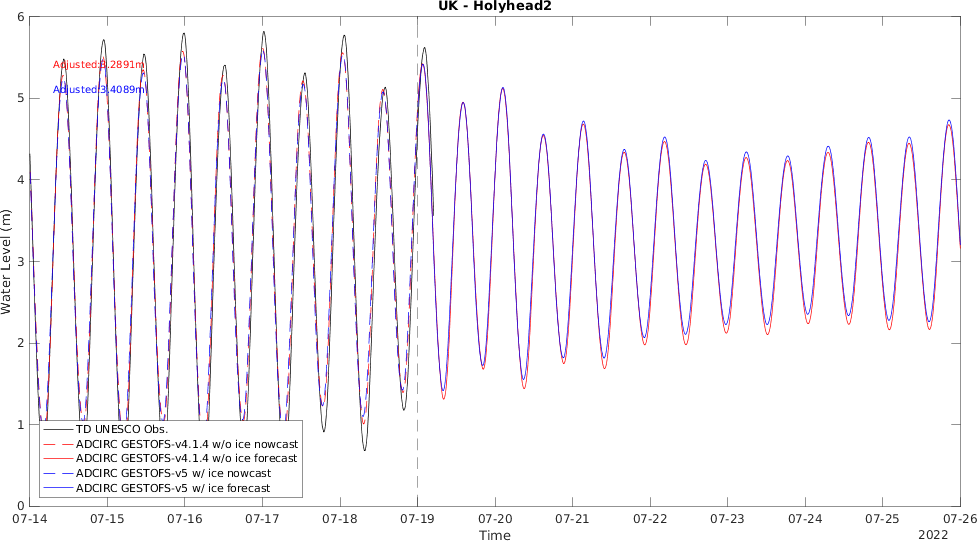 UK - Holyhead2
6
5
4
3
2
1
0
Water Level (m)
Adjusted:
.2891m
Adjusted:3.4089m
TD UNESCO Obs.
ADCIRC GESTOFS-v4.1.4 w/o ice nowcast
ADCIRC GESTOFS-v4.1.4 w/o ice forecast
ADCIRC GESTOFS-v5 w/ ice nowcast
ADCIRC GESTOFS-v5 w/ ice forecast
07-14 07-15 07-16 07-17 07-18 07-19 07-20 07-21 07-22 07-23 07-24 07-25 07-26
Time
2022